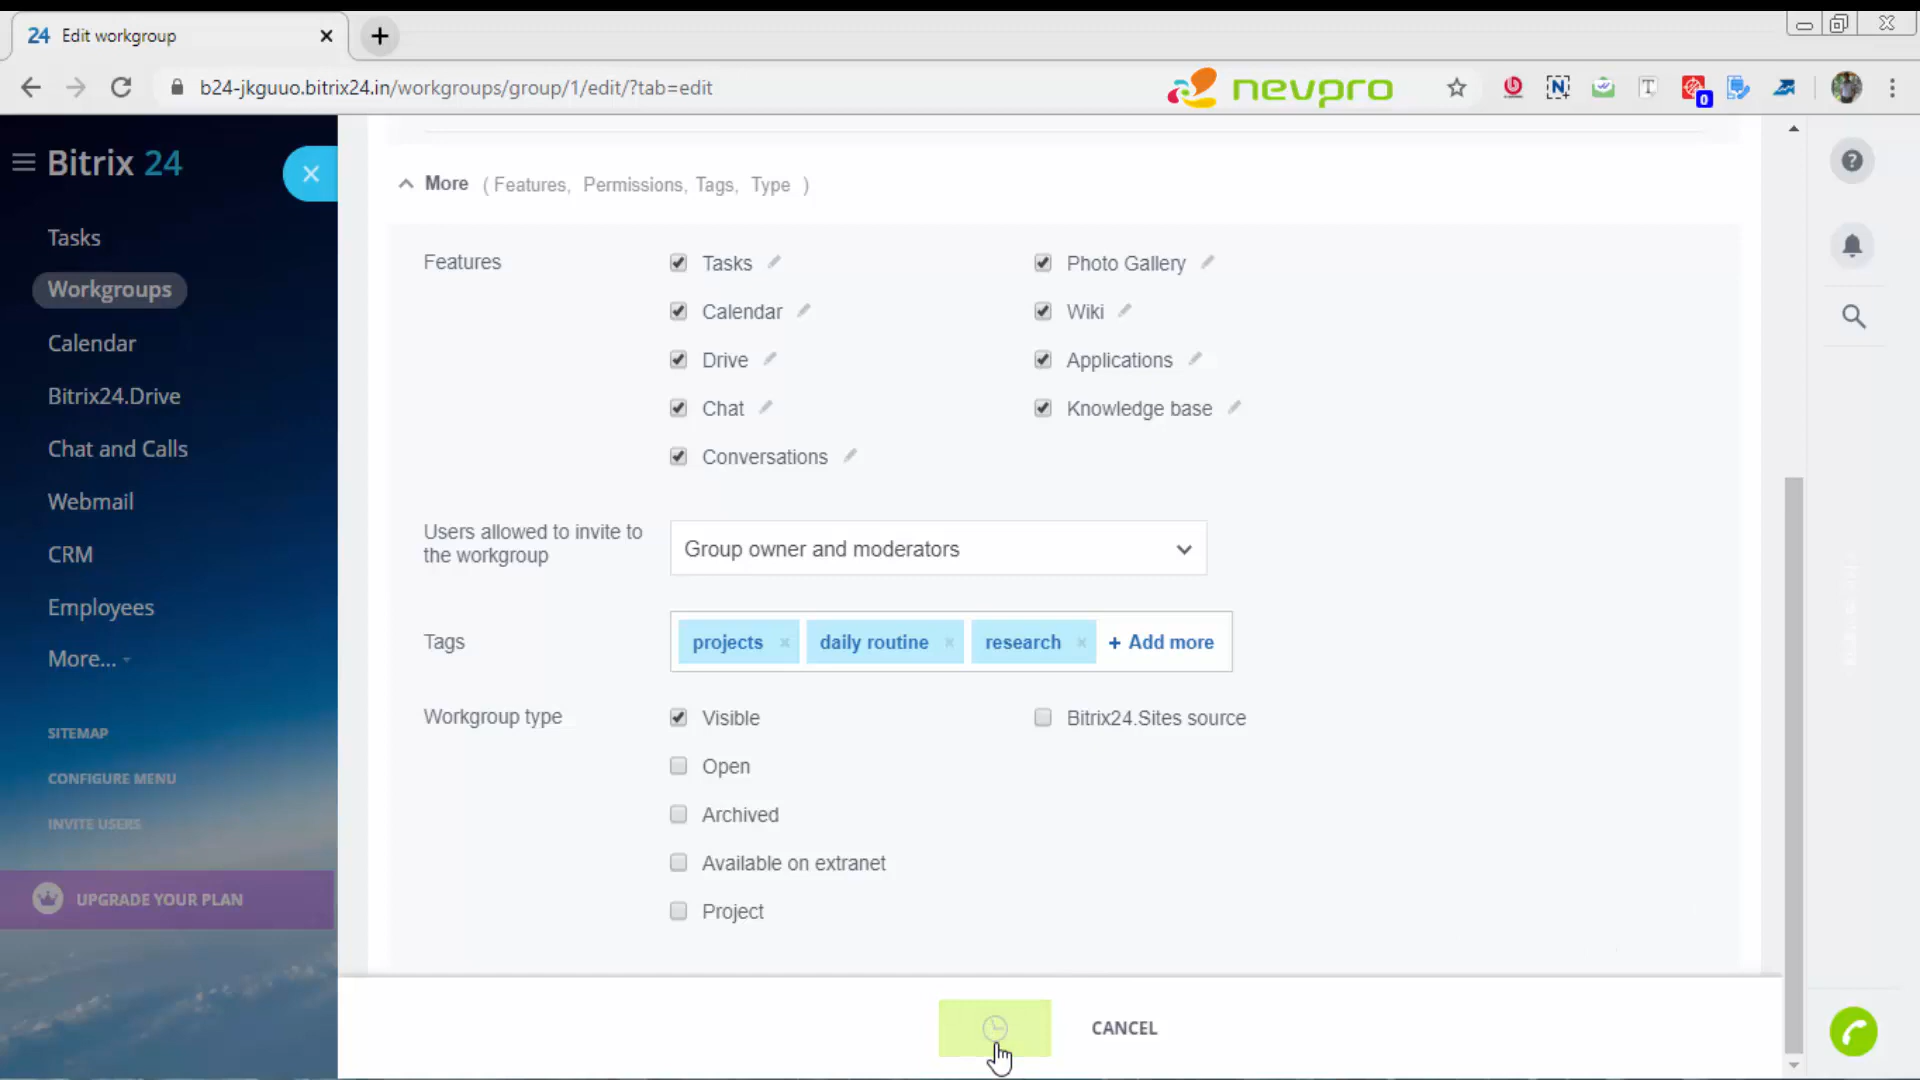 24 Edit workgroup
b24-jkguuo.bitrix24.in/workgroups/group/1/edit/?tab=edit
nevpro
0
Bitrix 24
Tasks
Workgroups
Calendar
Bitrix24.Drive
Chat and Calls
Webmail
CRM
Employees
More...
SITEMAP
CONFIGURE MENU
INVITE USERS
UPGRADE YOUR PLAN
More ( Features, Permissions, Tags, Type )
Features
Tasks
Photo Gallery
Calendar
Wiki
Drive
Applications
Chat
Knowledge base
Conversations
Users allowed to invite to
the workgroup
Group owner and moderators
Tags
projects × daily routine × research × + Add more
Workgroup type
Visible
Bitrix24.Sites source
Open
Archived
Available on extranet
Project
CANCEL